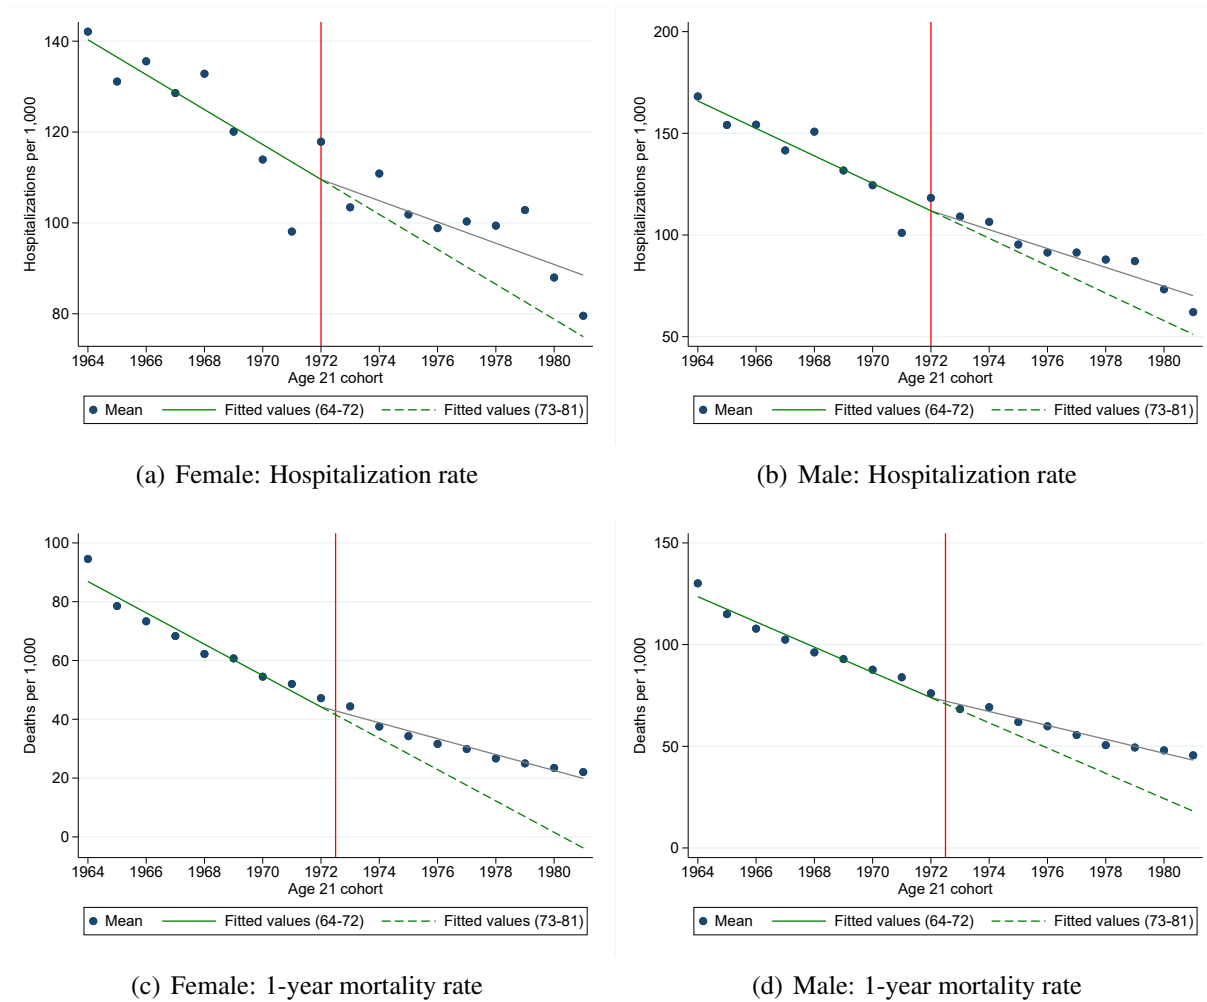 140
120
100
80
Hospitalizations per 1,000
1964 1966 1968 1970 1972 1974 1976 1978 1980
Age 21 cohort
Mean Fitted values (64-72) Fitted values (73-81)
(a) Female: Hospitalization rate
200
150
100
50
Hospitalizations per 1,000
1964 1966 1968 1970 1972 1974 1976 1978 1980
Age 21 cohort
Mean Fitted values (64-72) Fitted values (73-81)
(b) Male: Hospitalization rate
100
80
60
40
20
0
Deaths per 1,000
1964 1966 1968 1970 1972 1974 1976 1978 1980
Age 21 cohort
Mean Fitted values (64-72) Fitted values (73-81)
(c) Female: 1-year mortality rate
150
100
50
0
Deaths per 1,000
1964 1966 1968 1970 1972 1974 1976 1978 1980
Age 21 cohort
Mean Fitted values (64-72) Fitted values (73-81)
(d) Male: 1-year mortality rate